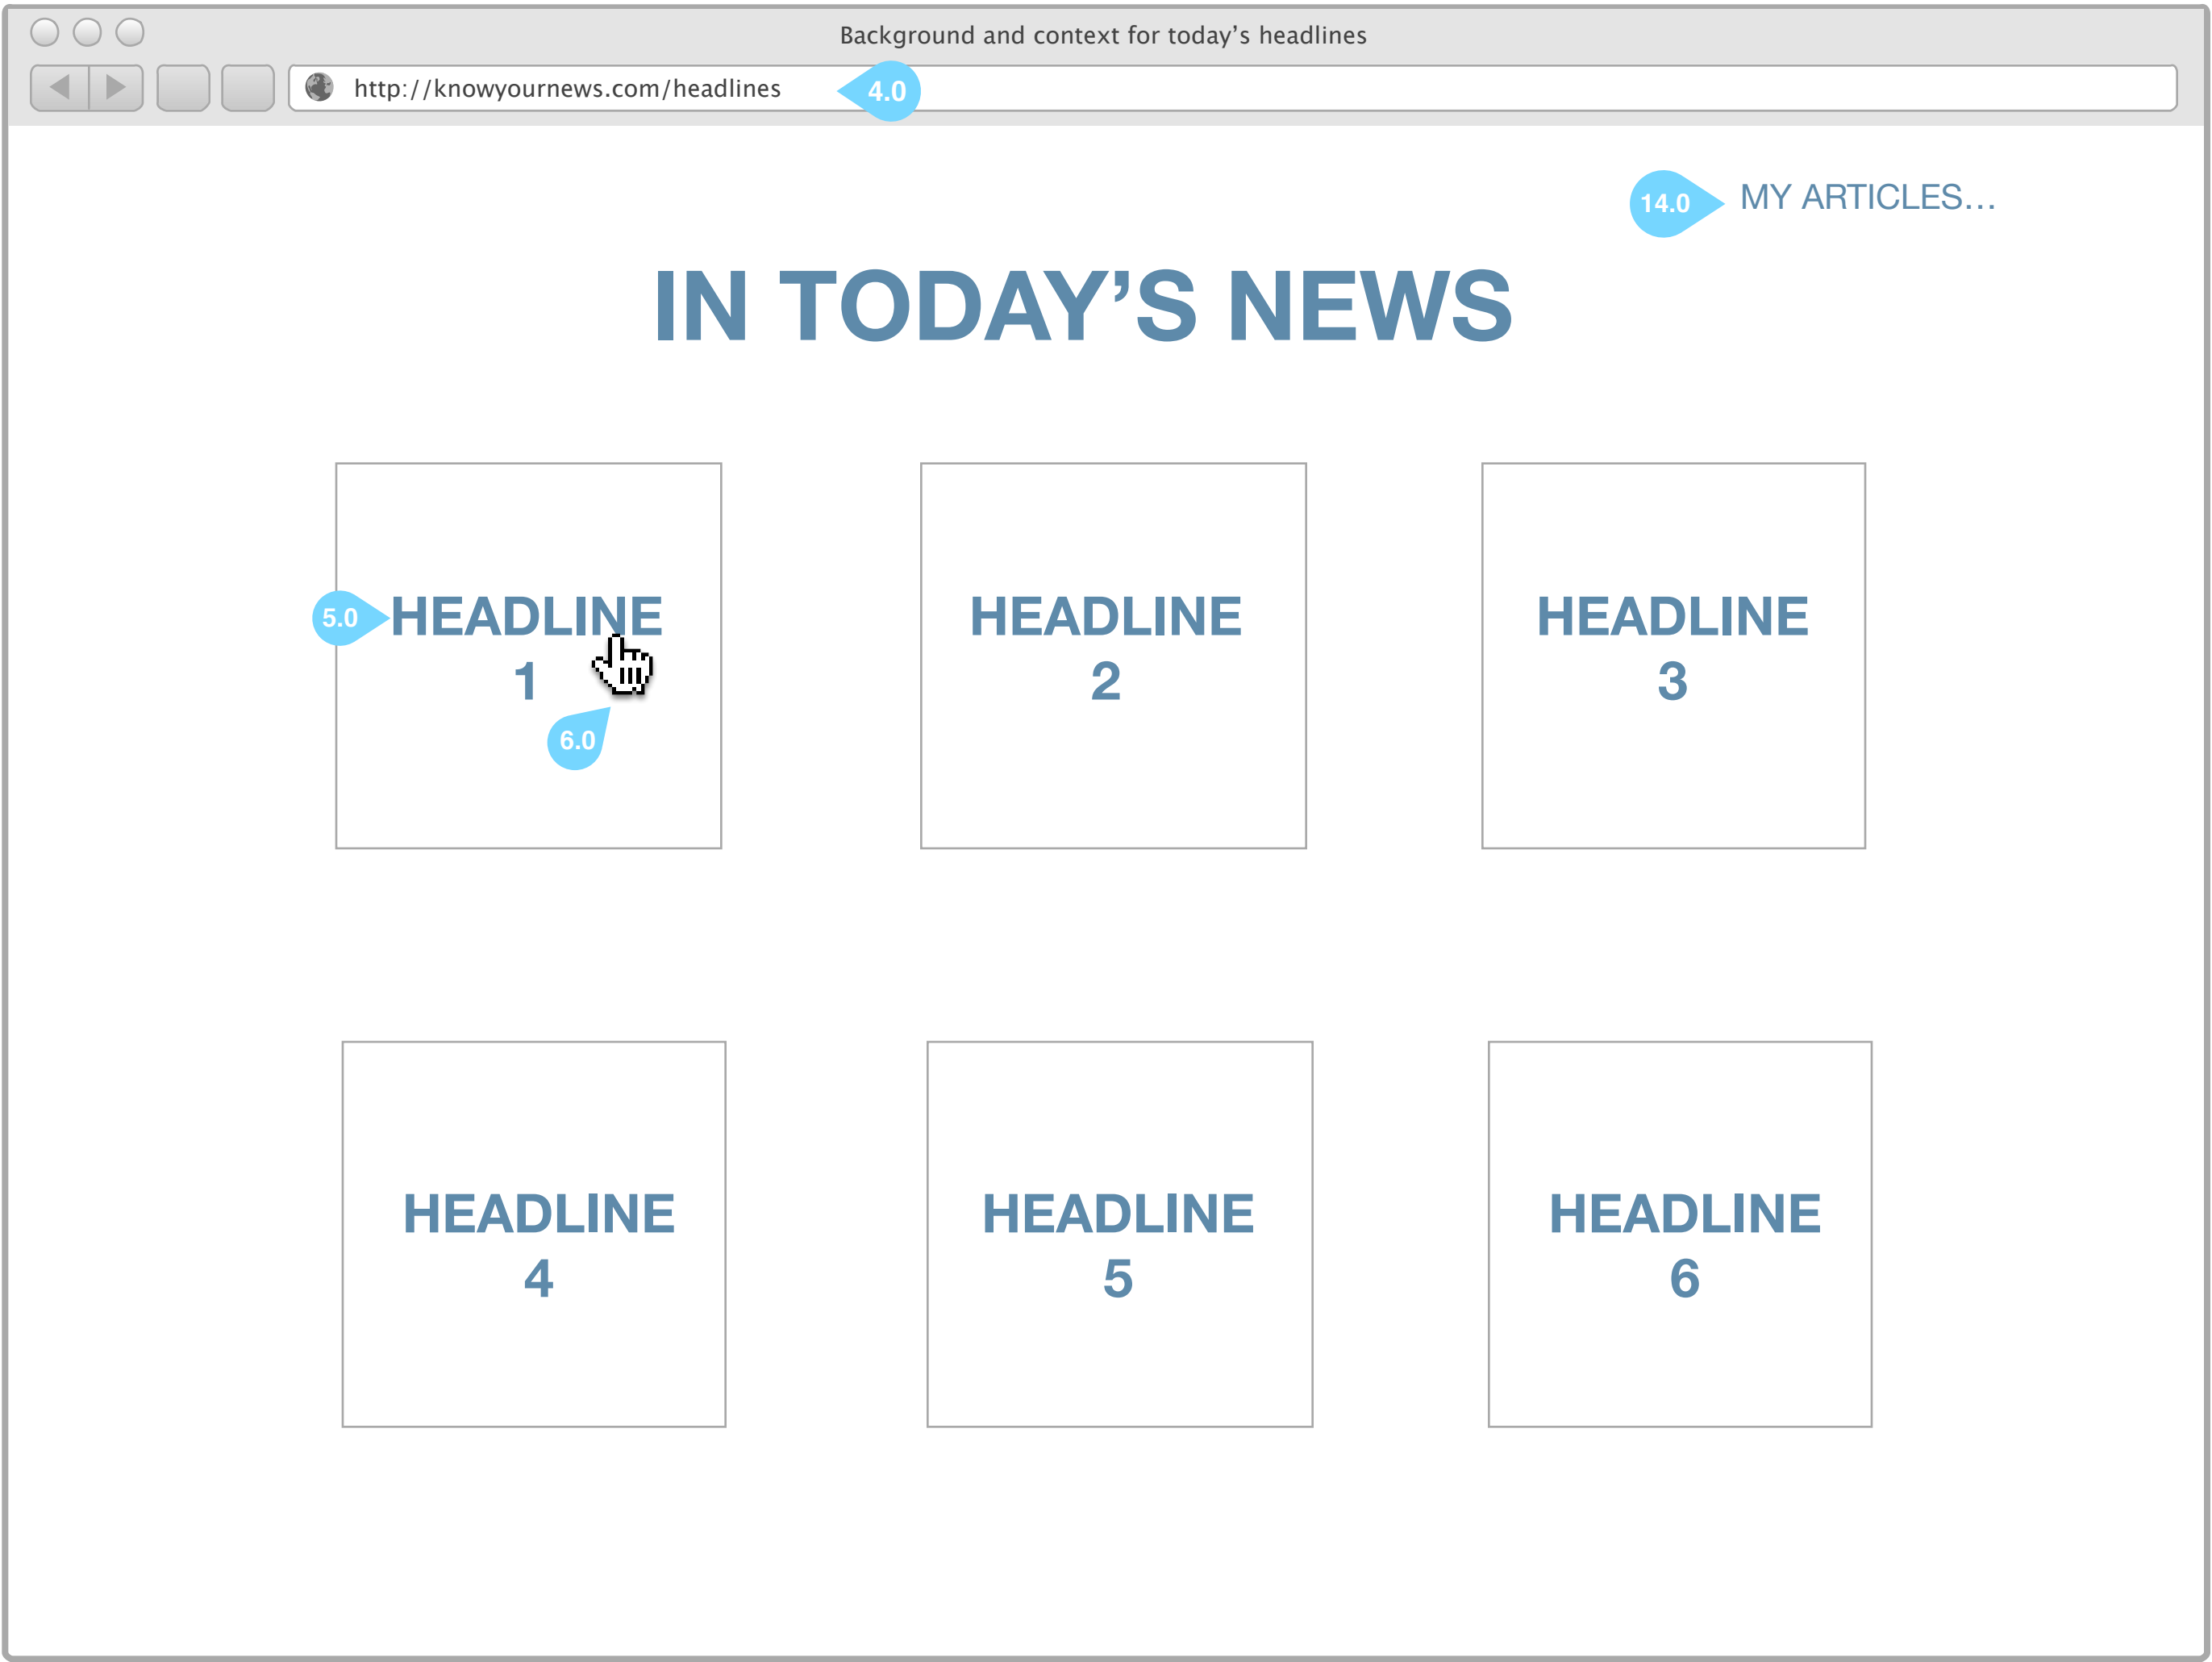 Background and context for today’s headlines
http://knowyournews.com/headlines
4.0
14.0
MY ARTICLES…
IN TODAY’S NEWS
5.0
HEADLINE
1
6.0
HEADLINE
2
HEADLINE
3
HEADLINE
4
HEADLINE
5
HEADLINE
6